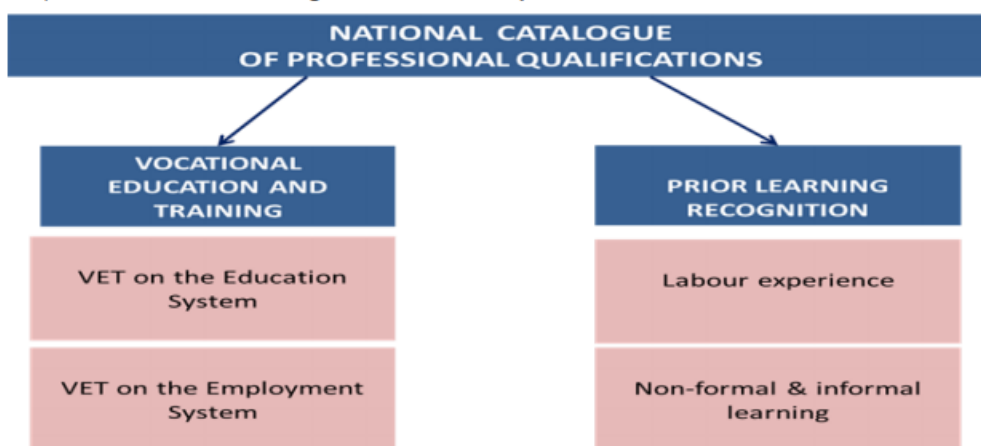 NATIONAL CATALOGUE
OF PROFESSIONAL QUALIFICATIONS
VOCATIONAL
EDUCATION AND
TRAINING
PRIOR LEARNING
RECOGNITION
VET on the Education
System
Labour experience
VET on the Employment
System
Non-formal & informal
learning